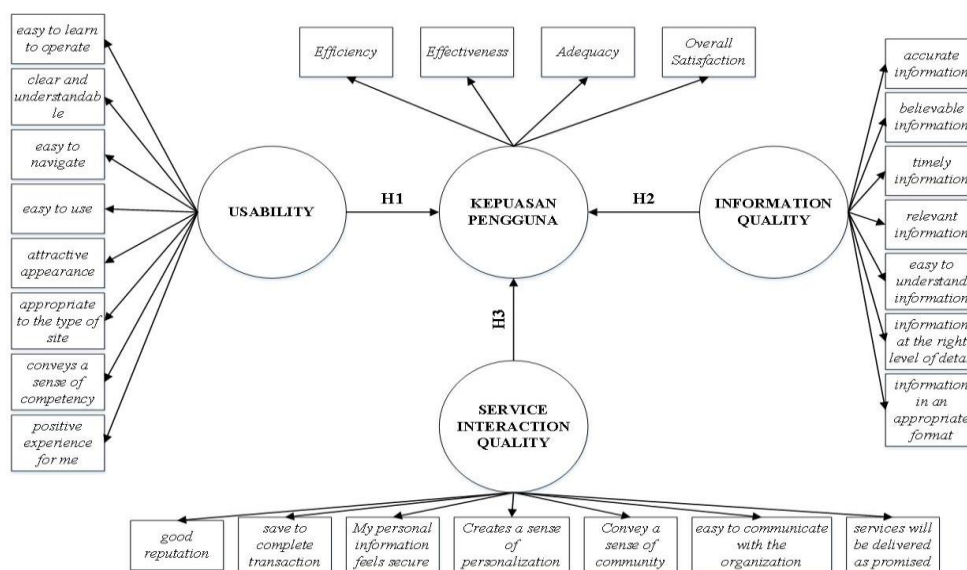 easy to learn
to operate
clear and
understandab
le
easy to
navigate
easy to use
attractive
appearance
appropriate
to the type of
site
conveys a
sense of
competency
positive
experience
for me
Efficiency
Effectiveness
Adequacy
Overall
Satisfaction
accurate
information
believable
information
timely
information
relevant
information
easy to
understand
information
information
at the right
level of detail
information
in an
appropriate
format
USABILITY
H1
KEPUASAN
PENGGUNA
H2
INFORMATION
QUALITY
H3
SERVICE
INTERACTION
QUALITY
good
reputation
save to
complete
transaction
My personal
information
feels secure
Creates a sense
of
personalization
Convey a
sense of
community
easy to communicate
with the
organization
services will
be delivered
as promised